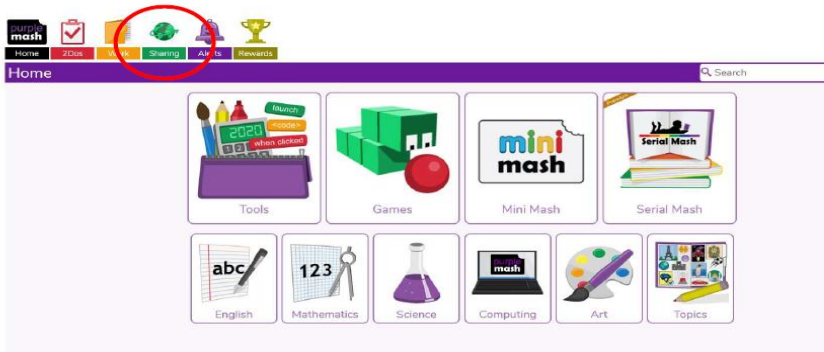 purple
mash
Home 2Dos Work Sharing Alerts Rewards
Home
Search
launch
<code>
2020
when clicked
mini
mash
Serial Mash
Tools Games Mini Mash Serial Mash
abc
123
purple
mash
English Mathematics Science Computing Art Topics